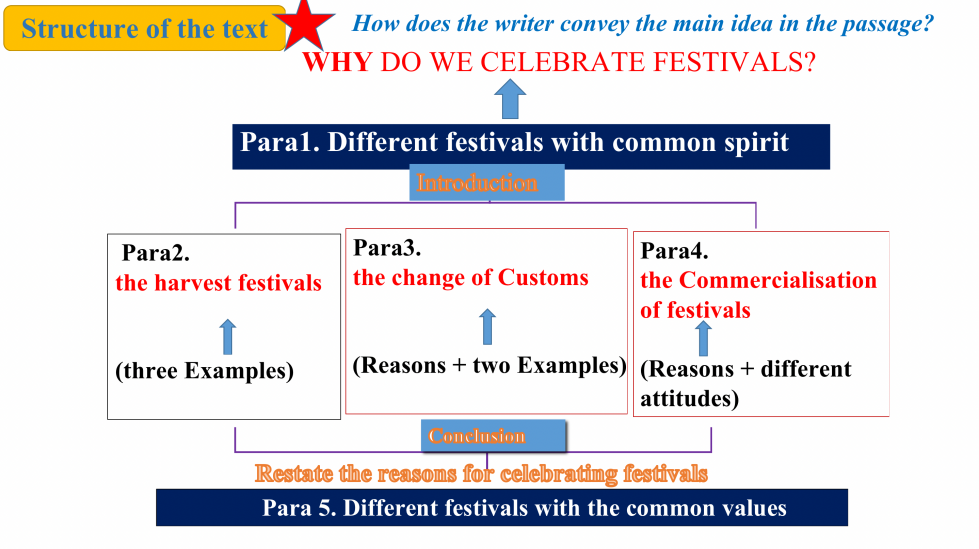 Structure of the text
How does the writer convey the main idea in the passage?
WHY DO WE CELEBRATE FESTIVALS?
Para1. Different festivals with common spirit
Introduction
Para2.
the harvest festivals
(three Examples)
Para3.
the change of Customs
(Reasons + two Examples)
Para4.
the Commercialisation
of festivals
(Reasons + different
attitudes)
Conclusion
Restate the reasons for celebrating festivals
Para 5. Different festivals with the common values